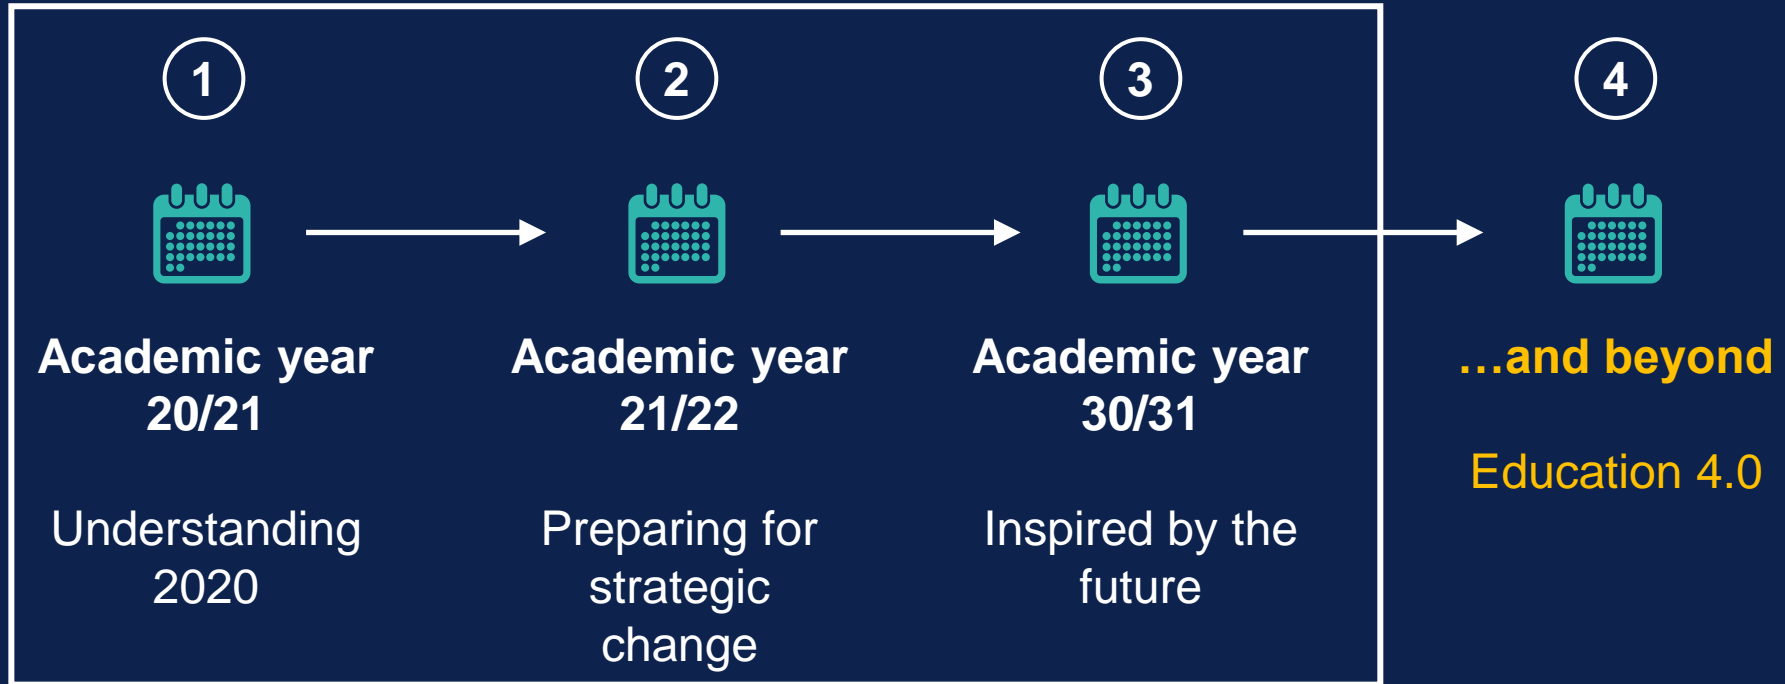 1
Academic year
20/21
Understanding
2020
2
Academic year
21/22
Preparing for
strategic
change
3
Academic year
30/31
Inspired by the
future
4
...and beyond
Education 4.0